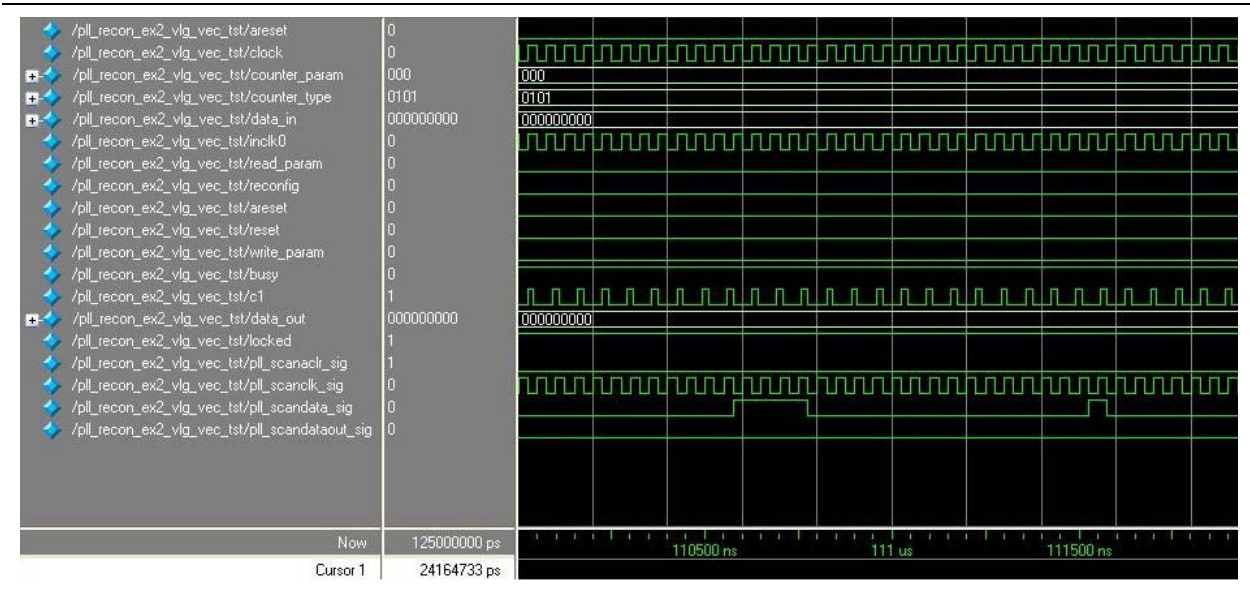 /pll_recon_ex2_vlg_vec_tst/areset 0
/pll_recon_ex2_vlg_vec_tst/clock 0
/pll_recon_ex2_vlg_vec_tst/counter_param 000 000
/pll_recon_ex2_vlg_vec_tst/counter_type 0101 0101
/pll_recon_ex2_vlg_vec_tst/data_in 000000000 000000000
/pll_recon_ex2_vlg_vec_tst/inclk0 0
/pll_recon_ex2_vlg_vec_tst/read_param 0
/pll_recon_ex2_vlg_vec_tst/reconfig 0
/pll_recon_ex2_vlg_vec_tst/areset 0
/pll_recon_ex2_vlg_vec_tst/reset 0
/pll_recon_ex2_vlg_vec_tst/write_param 0
/pll_recon_ex2_vlg_vec_tst/busy 0
/pll_recon_ex2_vlg_vec_tst/c1 1
/pll_recon_ex2_vlg_vec_tst/data_out 000000000 000000000
/pll_recon_ex2_vlg_vec_tst/locked 1
/pll_recon_ex2_vlg_vec_tst/pll_scanaclr_sig 1
/pll_recon_ex2_vlg_vec_tst/pll_scanclk_sig 0
/pll_recon_ex2_vlg_vec_tst/pll_scandata_sig 0
/pll_recon_ex2_vlg_vec_tst/pll_scandataout_sig 0
Now 125000000 ps 110500 ns 111 us 111500 ns
Cursor 1 24164733 ps